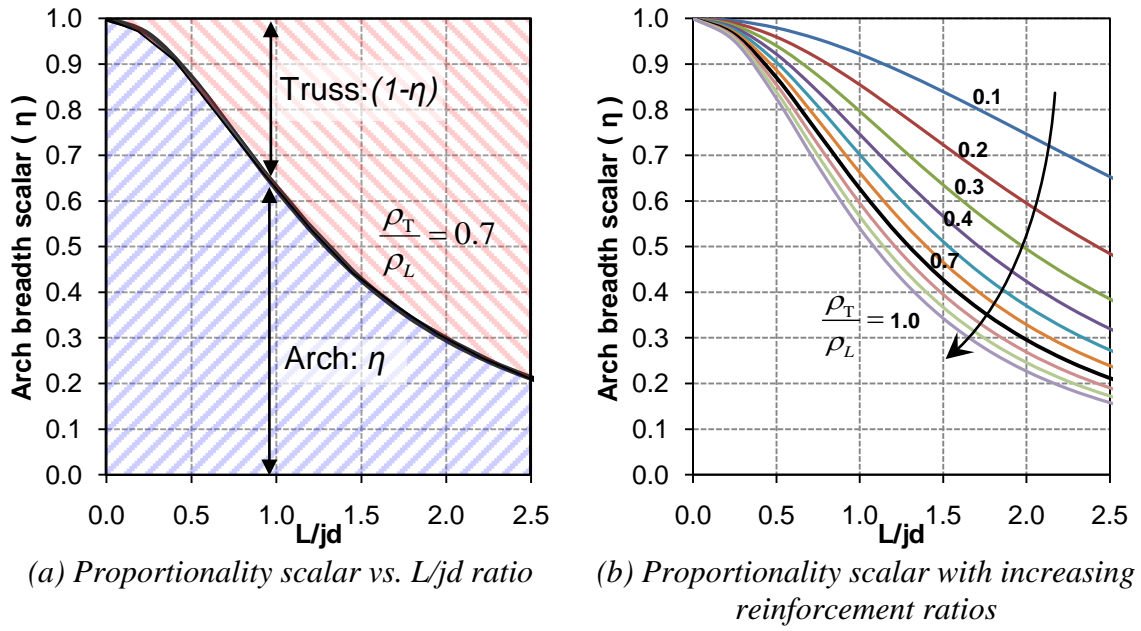 1.0
0.9
0.8
0.7
0.6
0.5
0.4
0.3
0.2
0.1
0.0
Arch breadth scalar ( η )
Truss:(1-η)
ρT
ρL
= 0.7
Arch: η
0.0 0.5 1.0 1.5 2.0 2.5
L/jd
(a) Proportionality scalar vs. L/jd ratio
1.0
0.9
0.8
0.7
0.6
0.5
0.4
0.3
0.2
0.1
0.0
Arch breadth scalar ( η )
0.1
0.2
0.3
0.4
0.7
ρT
ρL
= 1.0
0.0 0.5 1.0 1.5 2.0 2.5
L/jd
(b) Proportionality scalar with increasing
reinforcement ratios